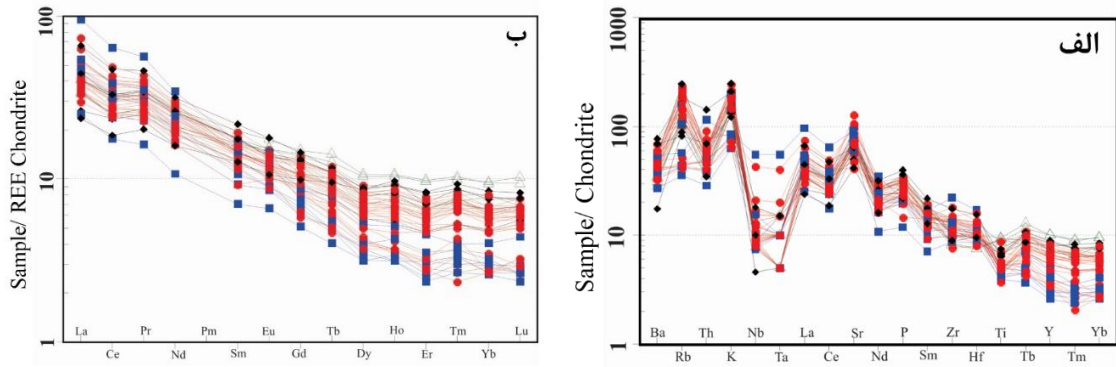 ب
Sample/ REE Chondrite
100
10
1
La Pr Pm Eu Tb Ho Tm Lu
Ce Nd Sm Gd Dy Er Yb
الف
Sample/ Chondrite
1000
100
10
1
Ba Th Nb La Sr P Zr Ti Y Yb
Rb K Ta Ce Nd Sm Hf Tb Tm